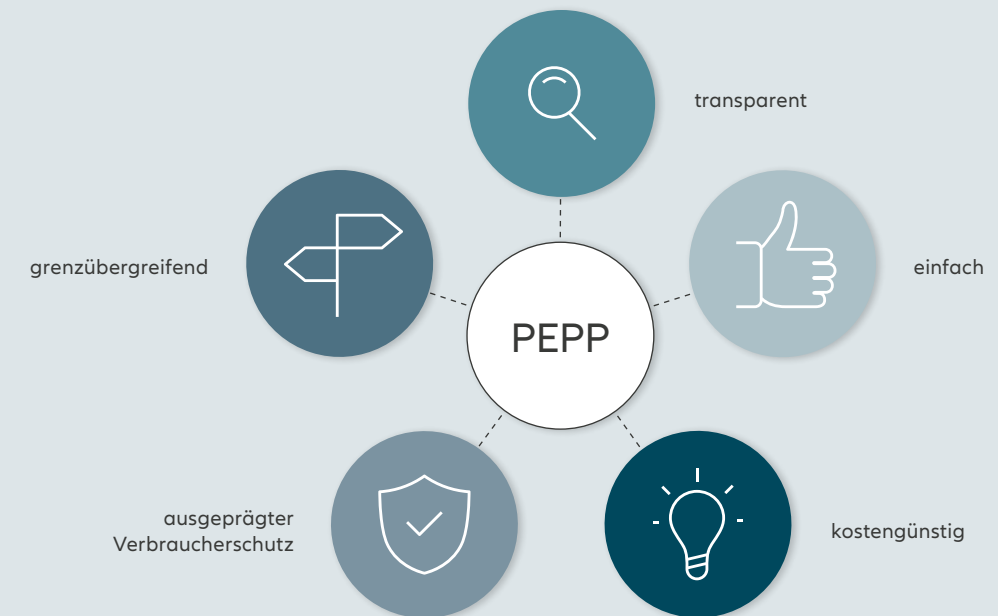 transparent
grenzübergreifend
einfach
PEPP
ausgeprägter
Verbraucherschutz
kostengünstig